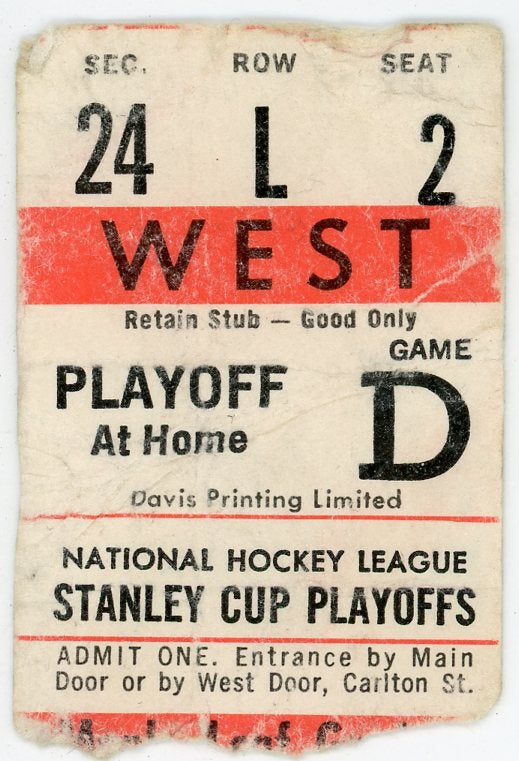 SEC. ROW SEAT
24 L 2
WEST
Retain Stub — Good Only
GAME
PLAYOFF D
At Home
Davis Printing Limited
NATIONAL HOCKEY LEAGUE
STANLEY CUP PLAYOFFS
ADMIT ONE. Entrance by Main
Door or by West Door, Carlton St.
Leaf